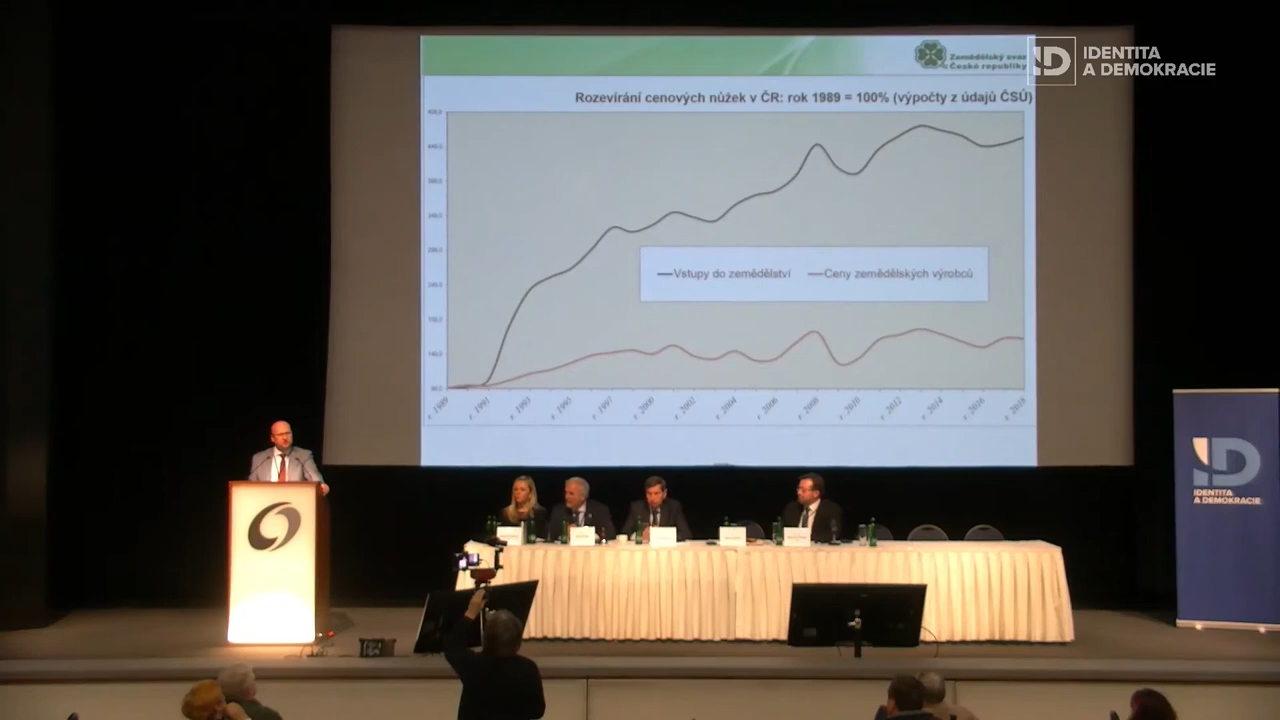 Zemědělský svaz
České republiky
ID IDENTITA
A DEMOKRACIE
Rozevírání cenových nůžek v ČR: rok 1989 = 100% (výpočty z údajů ČSÚ)
Vstupy do zemědělství
Ceny zemědělských výrobců
r. 1989
r. 1991
r. 1993
r. 1995
r. 1997
r. 2000
r. 2002
r. 2004
r. 2006
r. 2008
r. 2010
r. 2012
r. 2014
r. 2016
r. 2018
ID
IDENTITA
A DEMOKRACIE